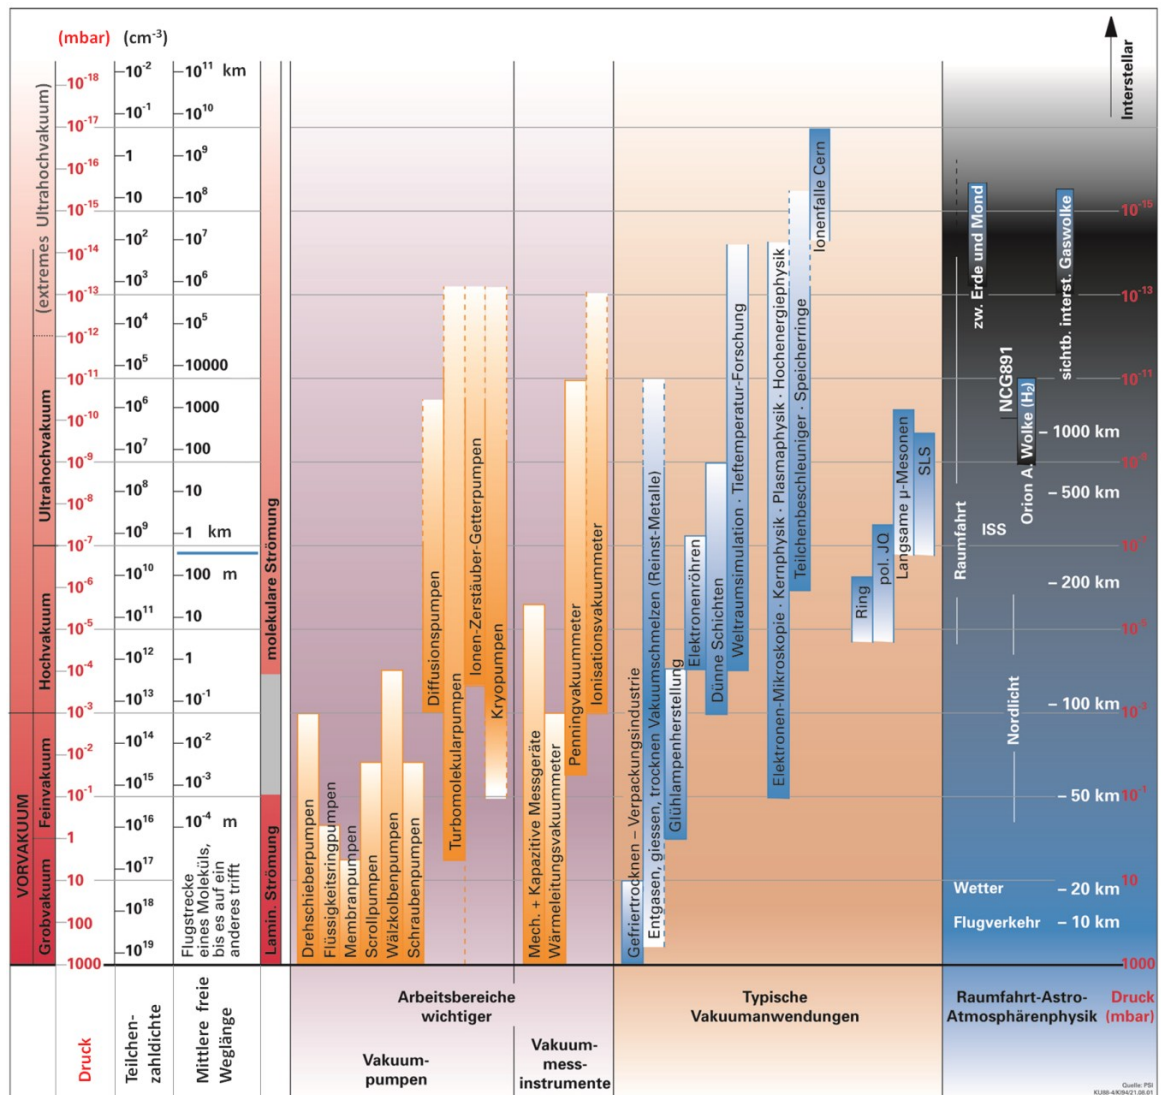 (mbar) (cm-3)
10-18
10-17
10-16
10-15
10-14
10-13
10-12
10-11
10-10
10-9
10-8
10-7
10-6
10-5
10-4
10-3
10-2
10-1
1
10
100
1000
10-2
10-1
1
10
102
103
104
105
106
107
108
109
1010
1011
1012
1013
1014
1015
1016
1017
1018
1019
1011 km
1010
109
108
107
106
105
10000
1000
100
10
1 km
100 m
10
1
10-1
10-2
10-3
10-4 m
Flugstrecke
eines Moleküls,
bis es auf ein
anderes trifft
VORVAKUUM
(extremes Ultrahochvakuum)
Ultrahochvakuum
Hochvakuum
Feinvakuum
Grobvakuum
molekulare Strömung
Lamin. Strömung
Drehschieberpumpen
Flüssigkeitsringpumpen
Membranpumpen
Scrollpumpen
Wälzkolbenpumpen
Schraubenpumpen
Diffusionspumpen
Turbomolekularpumpen
Ionen-Zerstäuber-Getterpumpen
Kryopumpen
Mech. + Kapazitive Messgeräte
Wärmeleitungsvakuummeter
Penningvakuummeter
Ionisationsvakuummeter
Gefriertrocknen – Verpackungsindustrie
Entgasen, giessen, trocknen Vakuumschmelzen (Reinst-Metalle)
Glühlampenherstellung
Elektronenröhren
Dünne Schichten
Weltraumsimulation · Tieftemperatur-Forschung
Elektronen-Mikroskopie · Kernphysik · Plasmaphysik · Hochenergiephysik
Teilchenbeschleuniger · Speicherringe
Ionenfalle Cern
Ring
pol. JQ
Langsame µ-Mesonen
SLS
Interstellar
zw. Erde und Mond
sichtb. interst. Gaswolke
NCG891
Orion A. Wolke (H2)
Raumfahrt
ISS
Nordlicht
Wetter
Flugverkehr
– 1000 km
– 500 km
– 200 km
– 100 km
– 50 km
– 20 km
– 10 km
10-15
10-13
10-11
10-9
10-7
10-5
10-3
10-1
10
1000
Druck
Teilchen-
zahldichte
Mittlere freie
Weglänge
Arbeitsbereiche
wichtiger
Vakuum-
pumpen
Vakuum-
mess-
instrumente
Typische
Vakuumanwendungen
Raumfahrt-Astro-
Atmosphärenphysik
Druck
(mbar)
Quelle: PSI